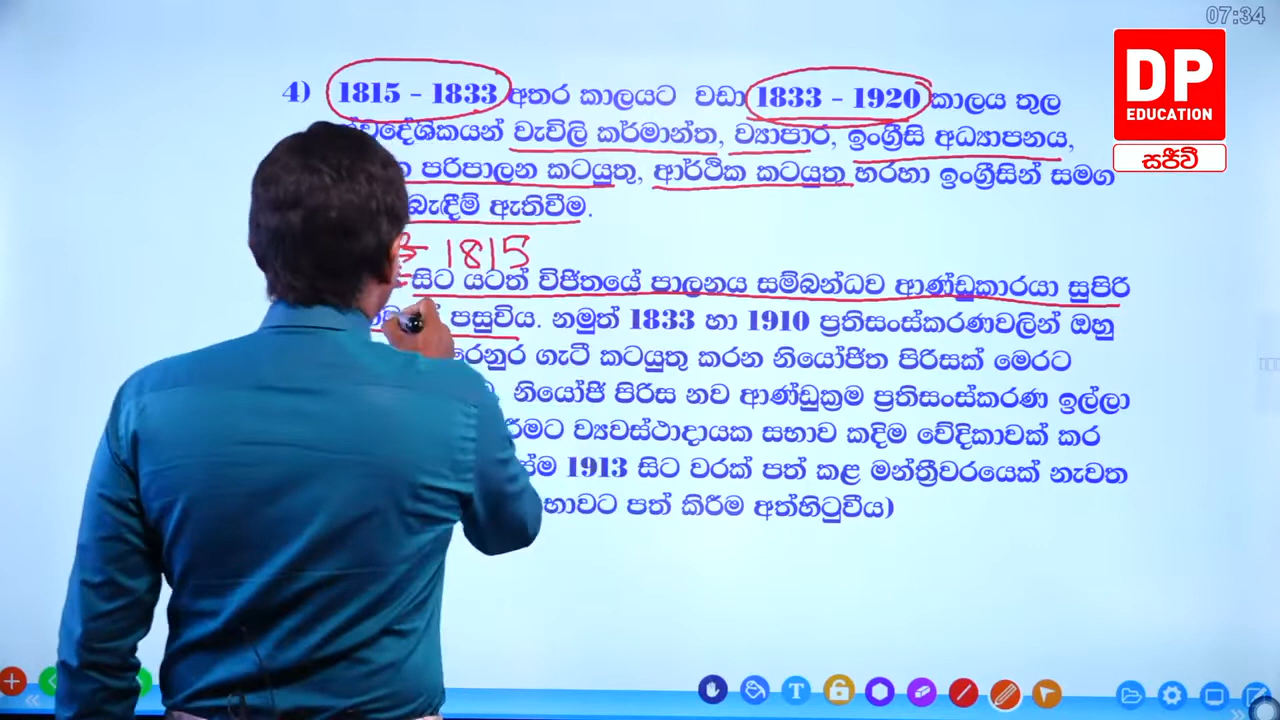 07:34
DP
EDUCATION
සජීවී
4) 1815 - 1833 අතර කාලයට වඩා 1833 - 1920 කාලය තුල
වැවිලි කර්මාන්ත, ව්‍යාපාර, ඉංග්‍රීසි අධ්‍යාපනය,
පරිපාලන කටයුතු, ආර්ථික කටයුතු හරහා ඉංග්‍රීසින් සමග
බැඳීම් ඇතිවීම.
1815
සිට යටත් විජිතයේ පාලනය සම්බන්ධව ආණ්ඩුකාරයා සුපිරි
පසුවිය. නමුත් 1833 හා 1910 ප්‍රතිසංස්කරණවලින් ඔහු
ගැටී කටයුතු කරන නියෝජිත පිරිසක් මෙරට
නියෝජි පිරිස නව ආණ්ඩුක්‍රම ප්‍රතිසංස්කරණ ඉල්ලා
ව්‍යවස්ථාදායක සභාව කදිම වේදිකාවක් කර
1913 සිට වරක් පත් කළ මන්ත්‍රීවරයෙක් නැවත
පත් කිරීම අත්හිටුවීය)